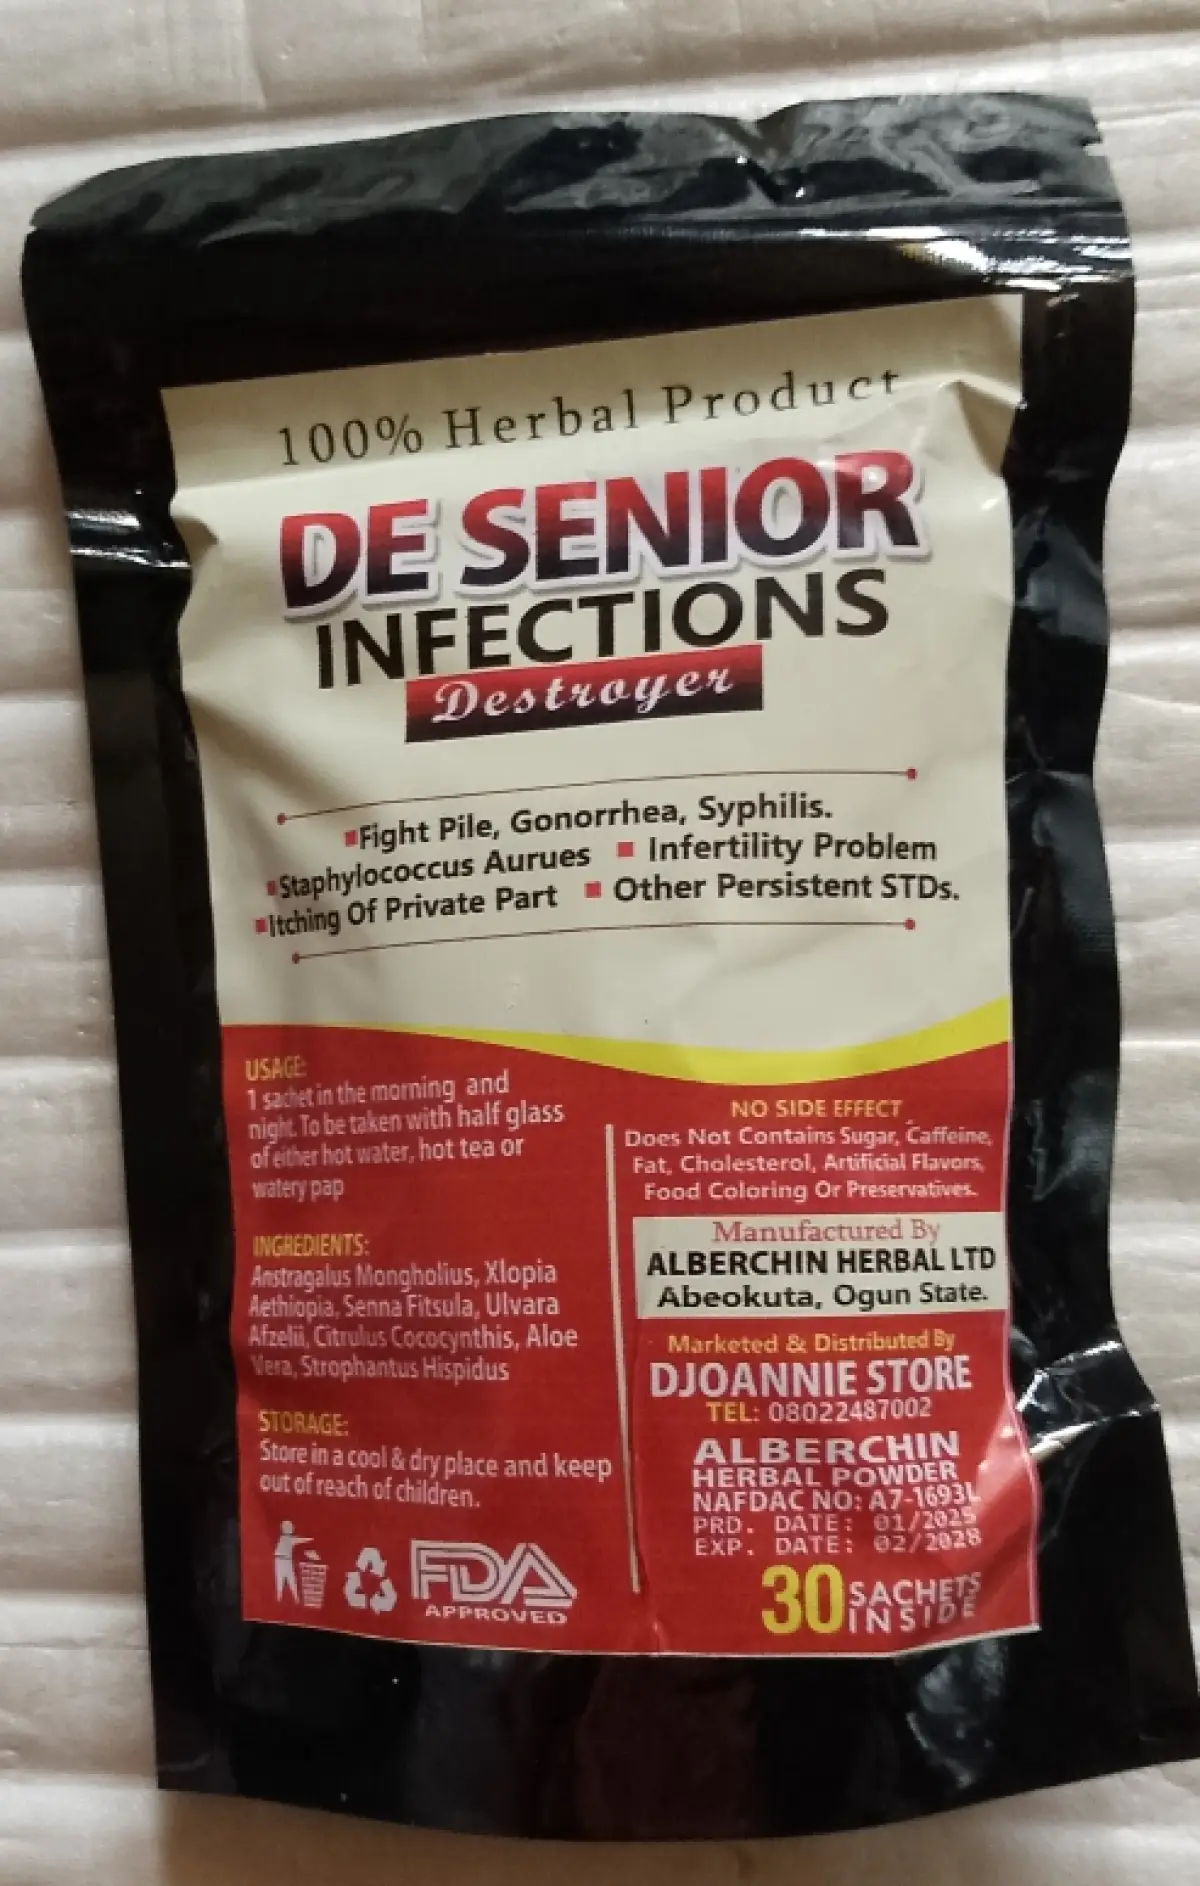 100% Herbal Product
DE SENIOR
INFECTIONS
Destroyer
Fight Pile, Gonorrhea, Syphilis.
Staphylococcus Aurues ▪ Infertility Problem
Itching Of Private Part ▪ Other Persistent STDs.
USAGE:
1 sachet in the morning and
night. To be taken with half glass
of either hot water, hot tea or
watery pap
INGREDIENTS:
Anstragalus Mongholius, Xlopia
Aethiopia, Senna Fitsula, Ulvara
Afzelii, Citrulus Cococynthis, Aloe
Vera, Strophantus Hispidus
STORAGE:
Store in a cool & dry place and keep
out of reach of children.
FDA
APPROVED
NO SIDE EFFECT
Does Not Contains Sugar, Caffeine,
Fat, Cholesterol, Artificial Flavors,
Food Coloring Or Preservatives.
Manufactured By
ALBERCHIN HERBAL LTD
Abeokuta, Ogun State.
Marketed & Distributed By
DJOANNIE STORE
TEL: 08022487002
ALBERCHIN
HERBAL POWDER
NAFDAC NO: A7-1693L
PRD. DATE: 01/2025
EXP. DATE: 02/2028
30 SACHETS
INSIDE